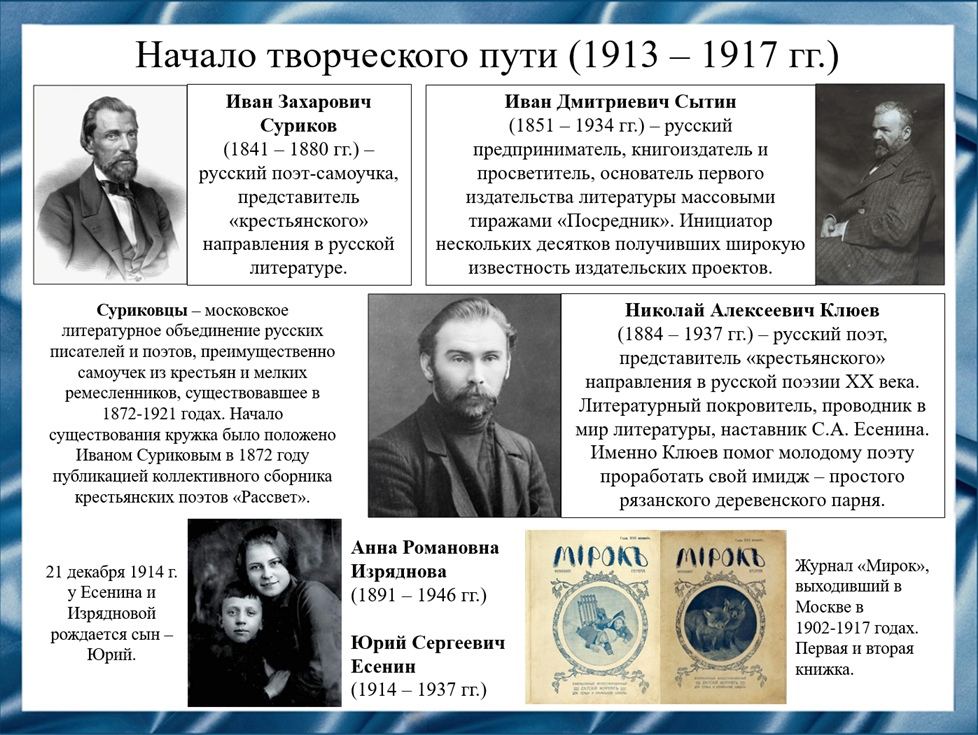 Начало творческого пути (1913 – 1917 гг.)
Иван Захарович
Суриков
(1841 – 1880 гг.) –
русский поэт-самоучка,
представитель
«крестьянского»
направления в русской
литературе.
Иван Дмитриевич Сытин
(1851 – 1934 гг.) – русский
предприниматель, книгоиздатель и
просветитель, основатель первого
издательства литературы массовыми
тиражами «Посредник». Инициатор
нескольких десятков получивших широкую
известность издательских проектов.
Суриковцы – московское
литературное объединение русских
писателей и поэтов, преимущественно
самоучек из крестьян и мелких
ремесленников, существовавшее в
1872-1921 годах. Начало
существования кружка было положено
Иваном Суриковым в 1872 году
публикацией коллективного сборника
крестьянских поэтов «Рассвет».
Николай Алексеевич Клюев
(1884 – 1937 гг.) – русский поэт,
представитель «крестьянского»
направления в русской поэзии XX века.
Литературный покровитель, проводник в
мир литературы, наставник С.А. Есенина.
Именно Клюев помог молодому поэту
проработать свой имидж – простого
рязанского деревенского парня.
21 декабря 1914 г.
у Есенина и
Изрядновой
рождается сын –
Юрий.
Анна Романовна
Изряднова
(1891 – 1946 гг.)
Юрий Сергеевич
Есенин
(1914 – 1937 гг.)
МІРОКЪ
МІРОКЪ
Журнал «Мирок»,
выходивший в
Москве в
1902-1917 годах.
Первая и вторая
книжка.